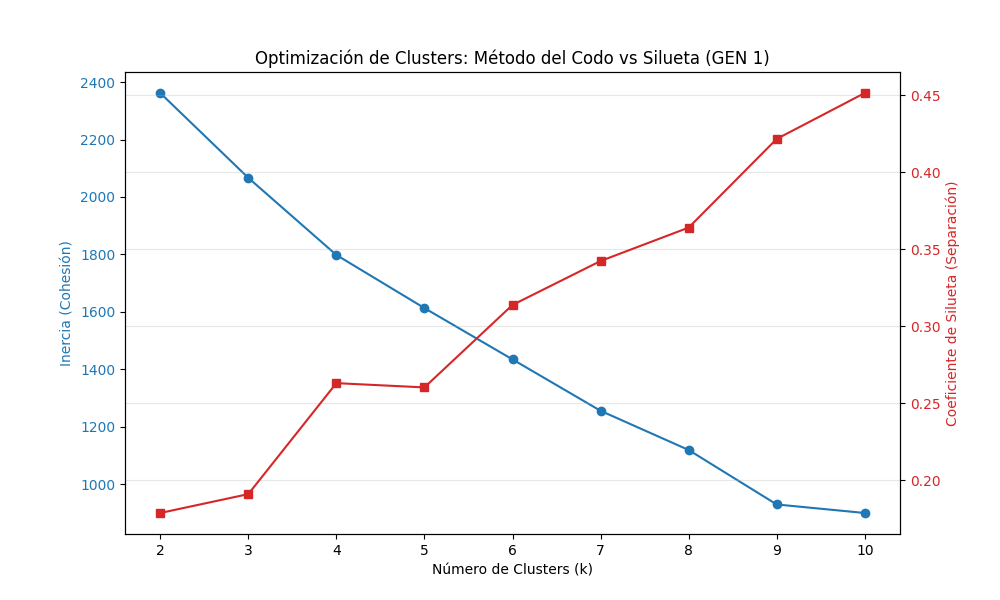 Optimización de Clusters: Método del Codo vs Silueta (GEN 1)
2400
2200
2000
1800
1600
1400
1200
1000
Inercia (Cohesión)
0.45
0.40
0.35
0.30
0.25
0.20
Coeficiente de Silueta (Separación)
2 3 4 5 6 7 8 9 10
Número de Clusters (k)